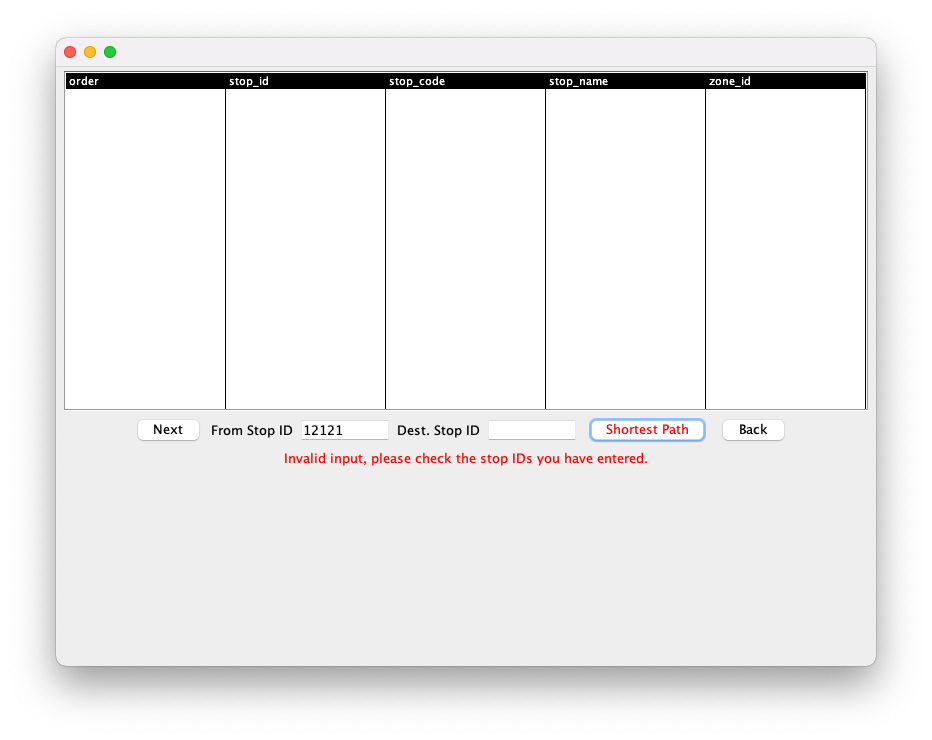 order stop_id stop_code stop_name zone_id
Next From Stop ID 12121 Dest. Stop ID Shortest Path Back
Invalid input, please check the stop IDs you have entered.